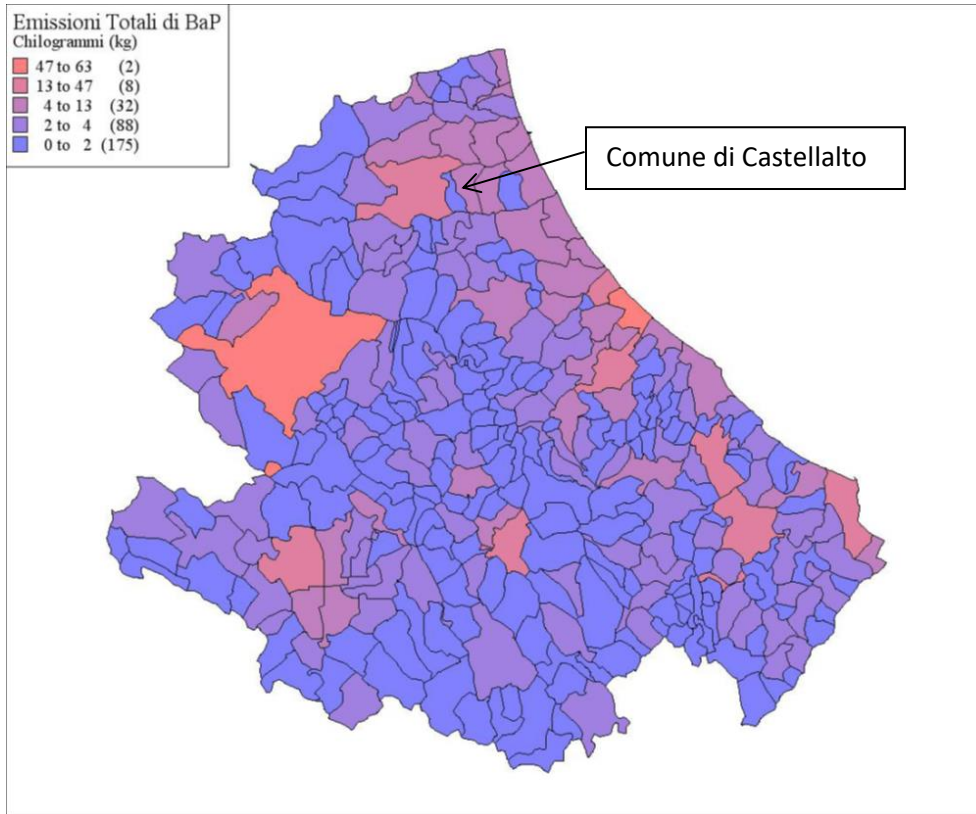 Emissioni Totali di BaP
Chilogrammi (kg)
47 to 63 (2)
13 to 47 (8)
4 to 13 (32)
2 to 4 (88)
0 to 2 (175)
Comune di Castellalto